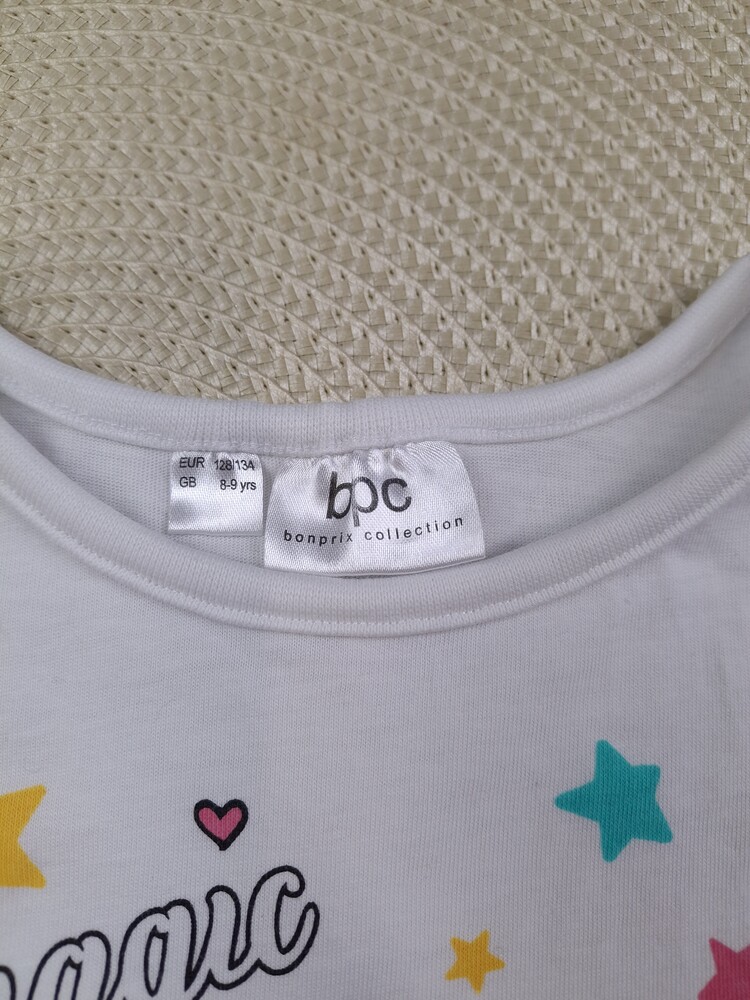 EUR 128|134
GB 8-9 yrs
bpc
bonprix collection